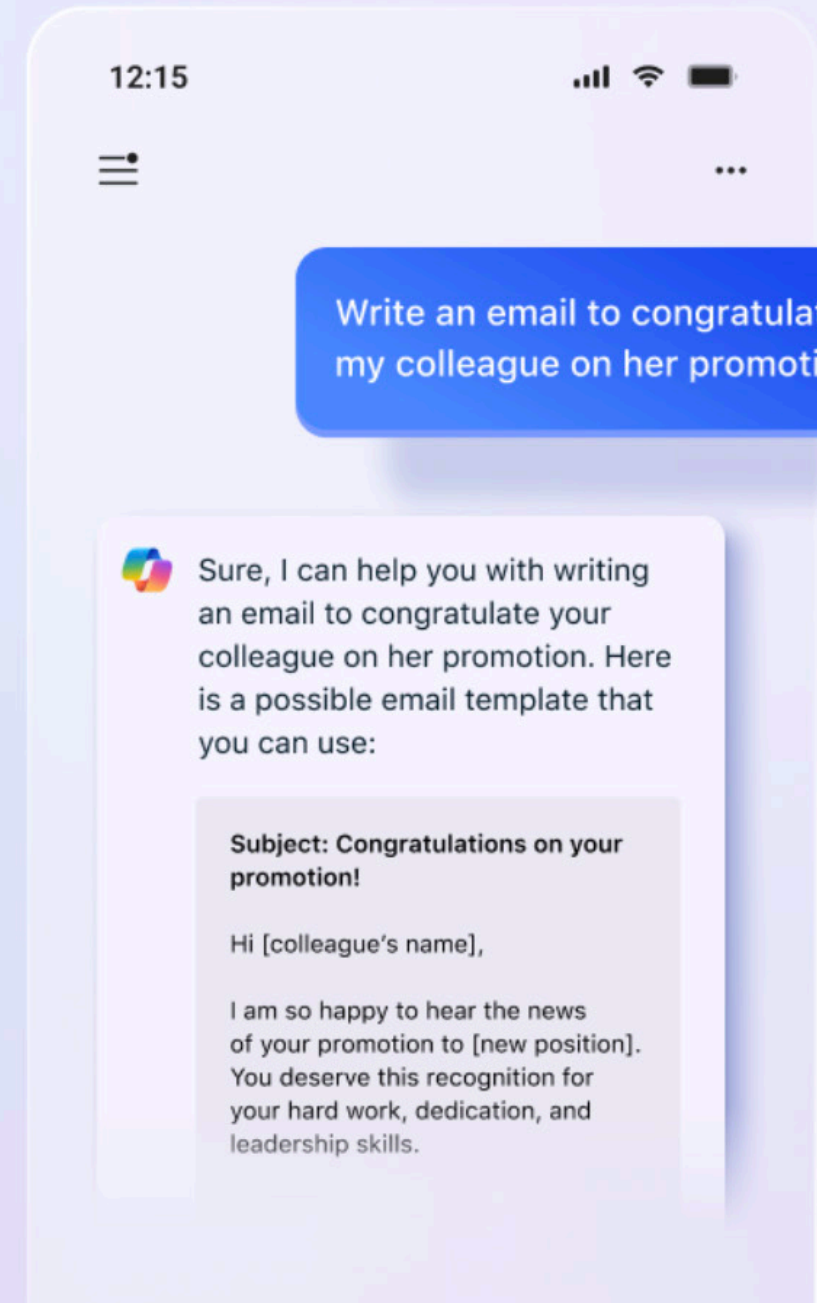 12:15
Write an email to
my colleague on her
Sure, I can help you with writing
an email to congratulate your
colleague on her promotion. Here
is a possible email template that
you can use:
Subject: Congratulations on your
promotion!
Hi [colleague’s name],
I am so happy to hear the news
of your promotion to [new position].
You deserve this recognition for
your hard work, dedication, and
leadership skills.